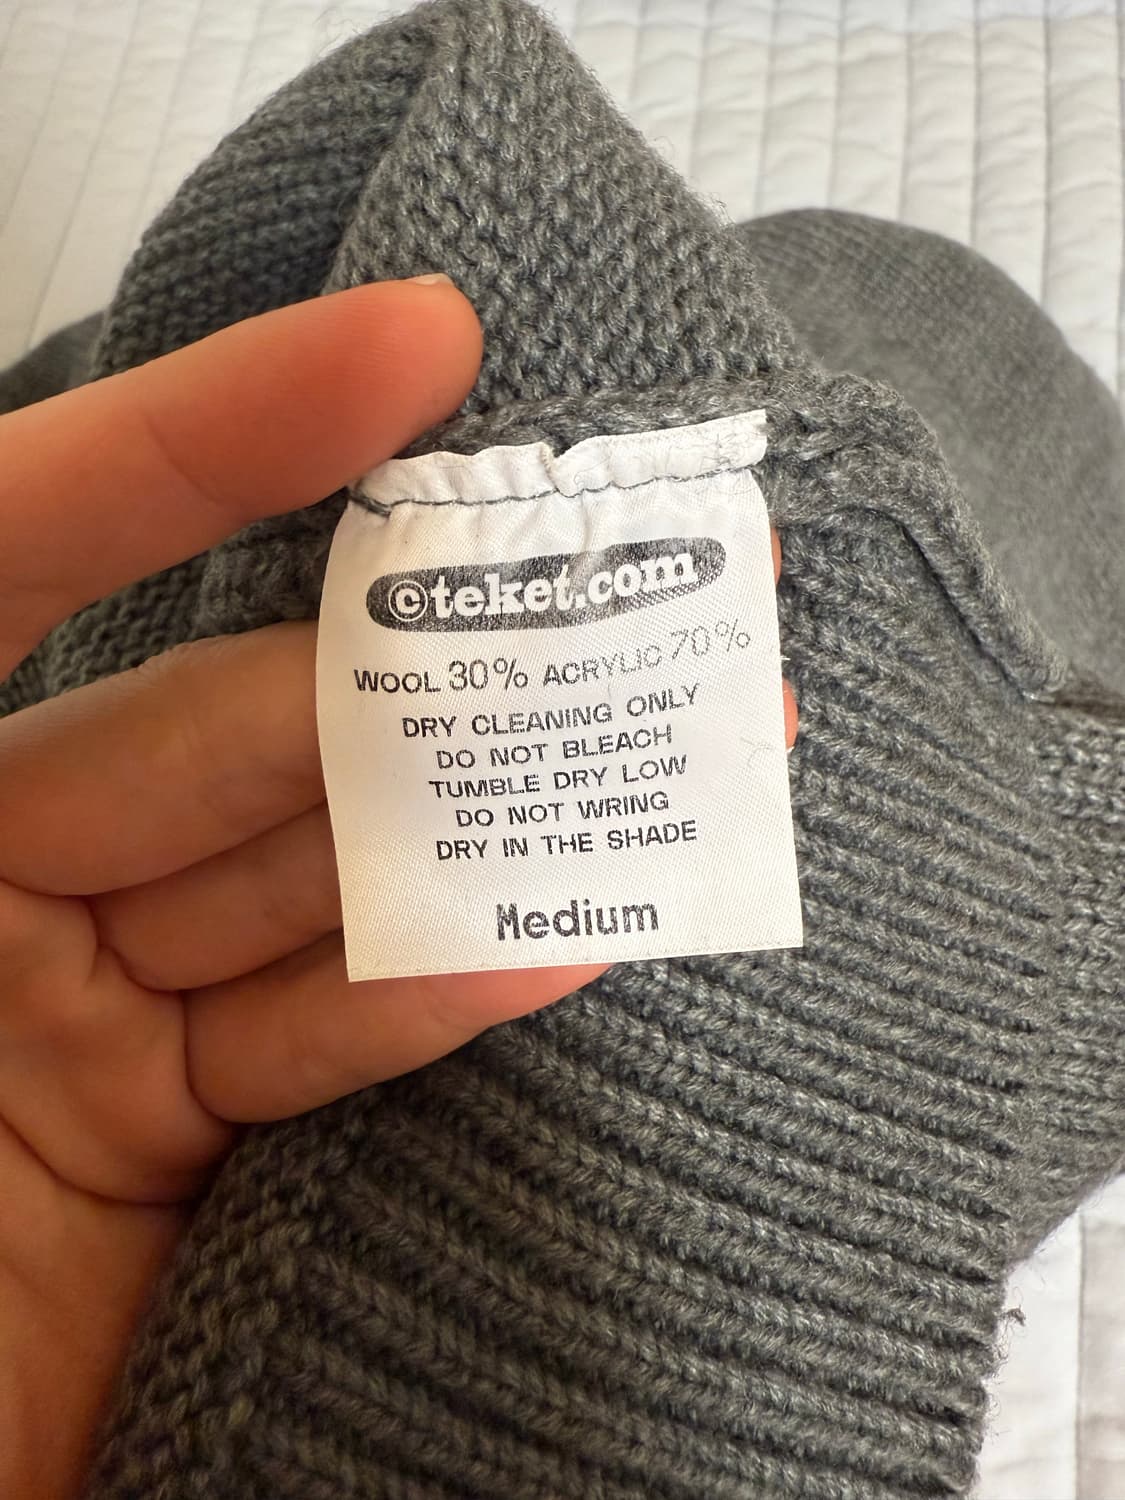 ©teket.com
WOOL 30% ACRYLIC 70%
DRY CLEANING ONLY
DO NOT BLEACH
TUMBLE DRY LOW
DO NOT WRING
DRY IN THE SHADE
Medium